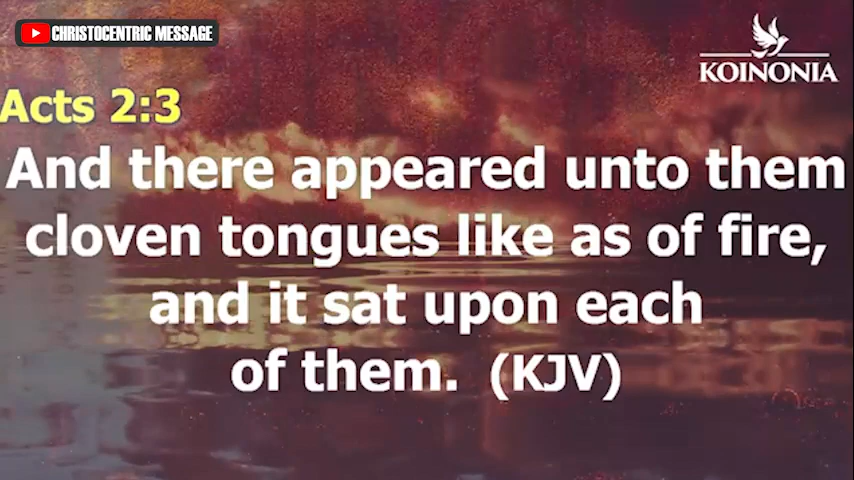 CHRISTOCENTRIC MESSAGE
KOINONIA
Acts 2:3
And there appeared unto them
cloven tongues like as of fire,
and it sat upon each
of them. (KJV)